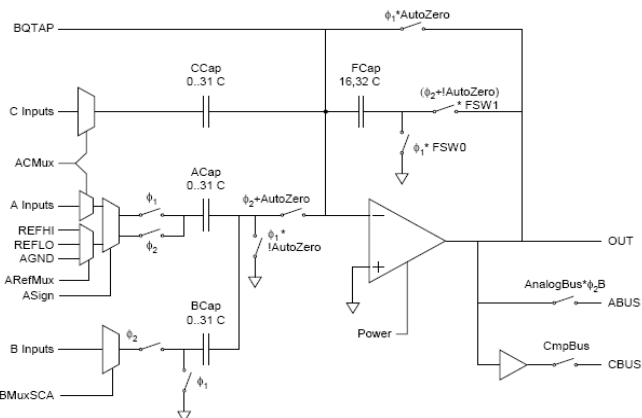 ϕ1*AutoZero
BQTAP
CCap
0..31 C
FCap
16,32 C
(ϕ2+!AutoZero)
* FSW1
C Inputs
ϕ1* FSW0
ACMux
ACap
0..31 C
ϕ1
ϕ2+AutoZero
A Inputs
REFHI
REFLO
AGND
ϕ2
ϕ1*
!AutoZero
OUT
ARefMux
ASign
AnalogBus*ϕ2B
ABUS
BCap
0..31 C
Power
CmpBus
ϕ2
B Inputs
CBUS
ϕ1
BMuxSCA